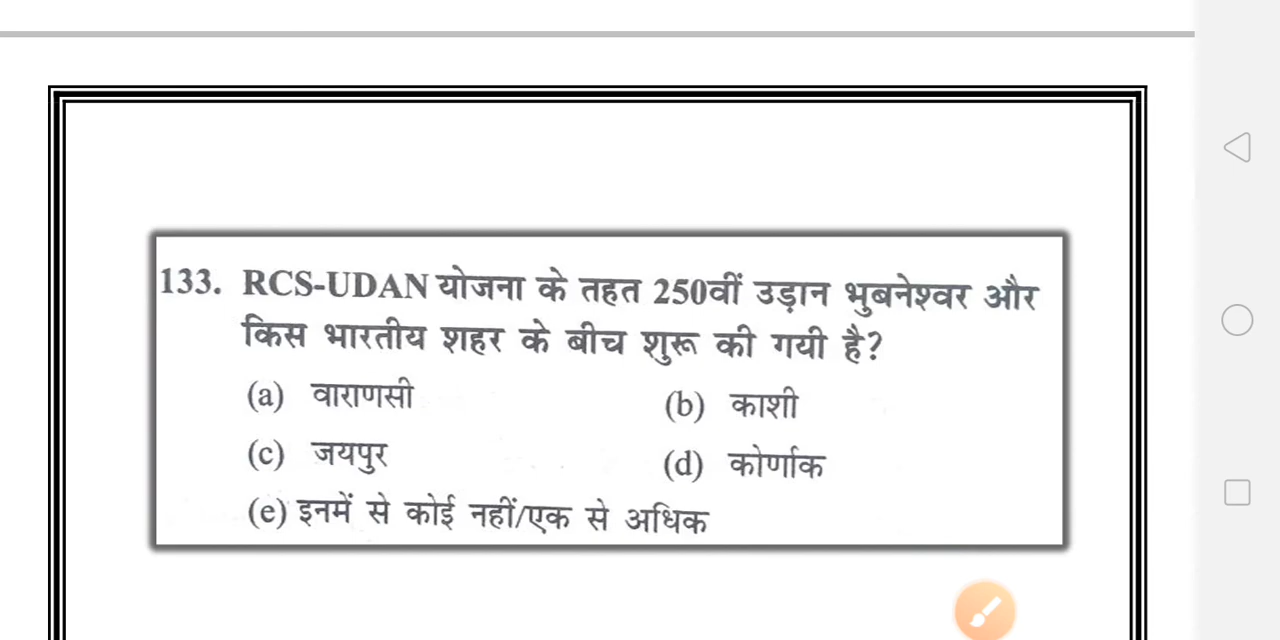 133. RCS-UDAN योजना के तहत 250वीं उड़ान भुबनेश्वर और
किस भारतीय शहर के बीच शुरू की गयी है?
(a) वाराणसी (b) काशी
(c) जयपुर (d) कोर्णाक
(e) इनमें से कोई नहीं/एक से अधिक